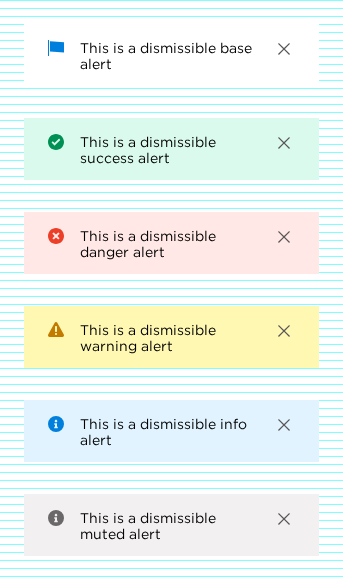 This is a dismissible base
alert
This is a dismissible
success alert
This is a dismissible
danger alert
This is a dismissible
warning alert
This is a dismissible info
alert
This is a dismissible
muted alert